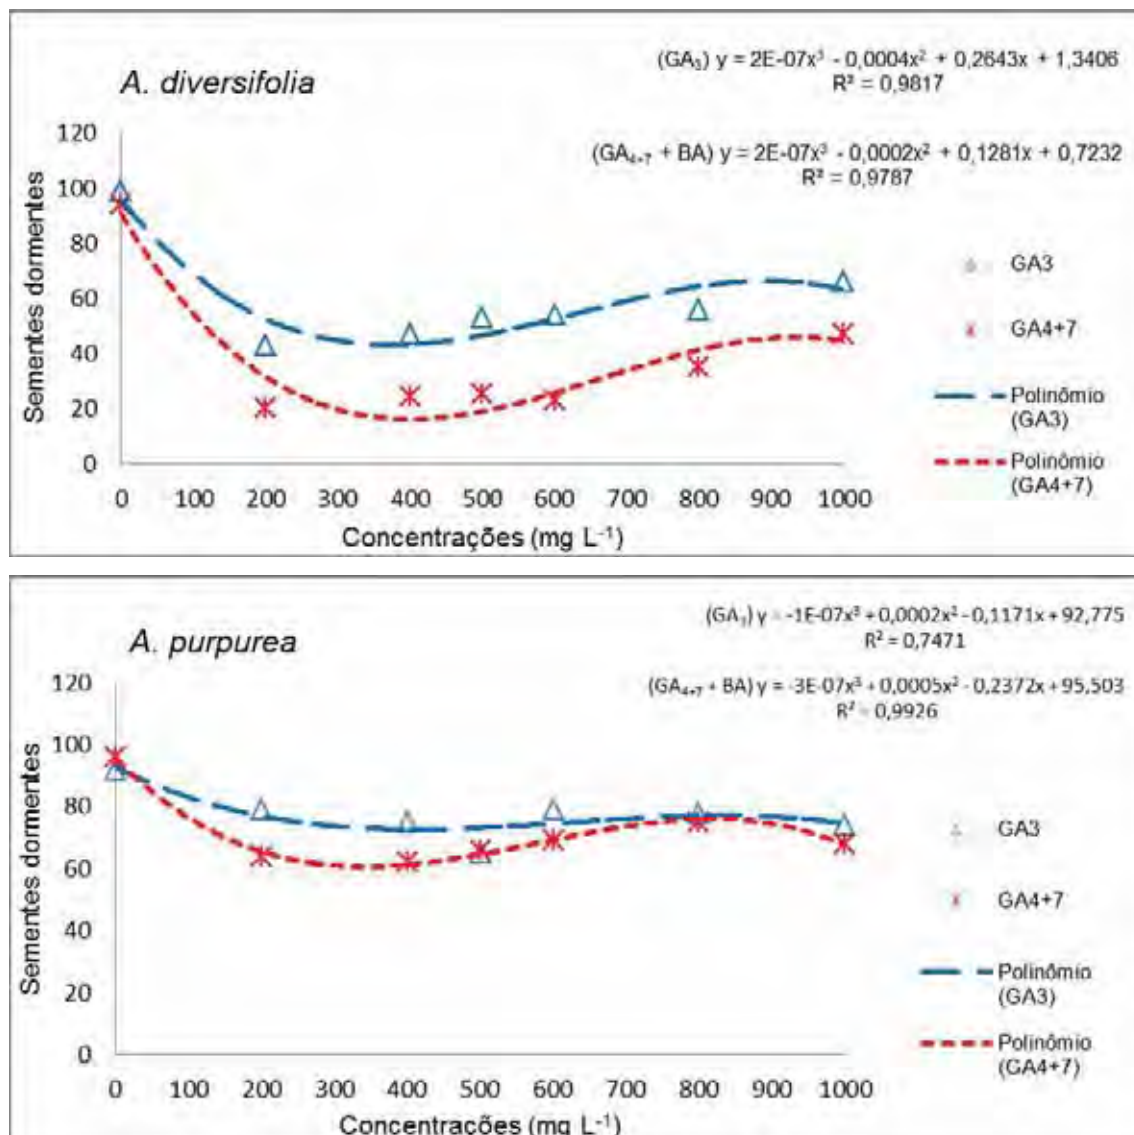 A. diversifolia
(GA₃) y = 2E-07x³ - 0,0004x² + 0,2643x + 1,3406
R² = 0,9817
(GA₄₊₇ + BA) y = 2E-07x³ - 0,0002x² + 0,1281x + 0,7232
R² = 0,9787
Sementes dormentes
120
100
80
60
40
20
0
0 100 200 300 400 500 600 700 800 900 1000
Concentrações (mg L⁻¹)
GA3
GA4+7
Polinômio
(GA3)
Polinômio
(GA4+7)
A. purpurea
(GA₃) y = -1E-07x³ + 0,0002x² - 0,1171x + 92,775
R² = 0,7471
(GA₄₊₇ + BA) y = -3E-07x³ + 0,0005x² - 0,2372x + 95,503
R² = 0,9926
Sementes dormentes
120
100
80
60
40
20
0
0 100 200 300 400 500 600 700 800 900 1000
Concentrações (mg L⁻¹)
GA3
GA4+7
Polinômio
(GA3)
Polinômio
(GA4+7)